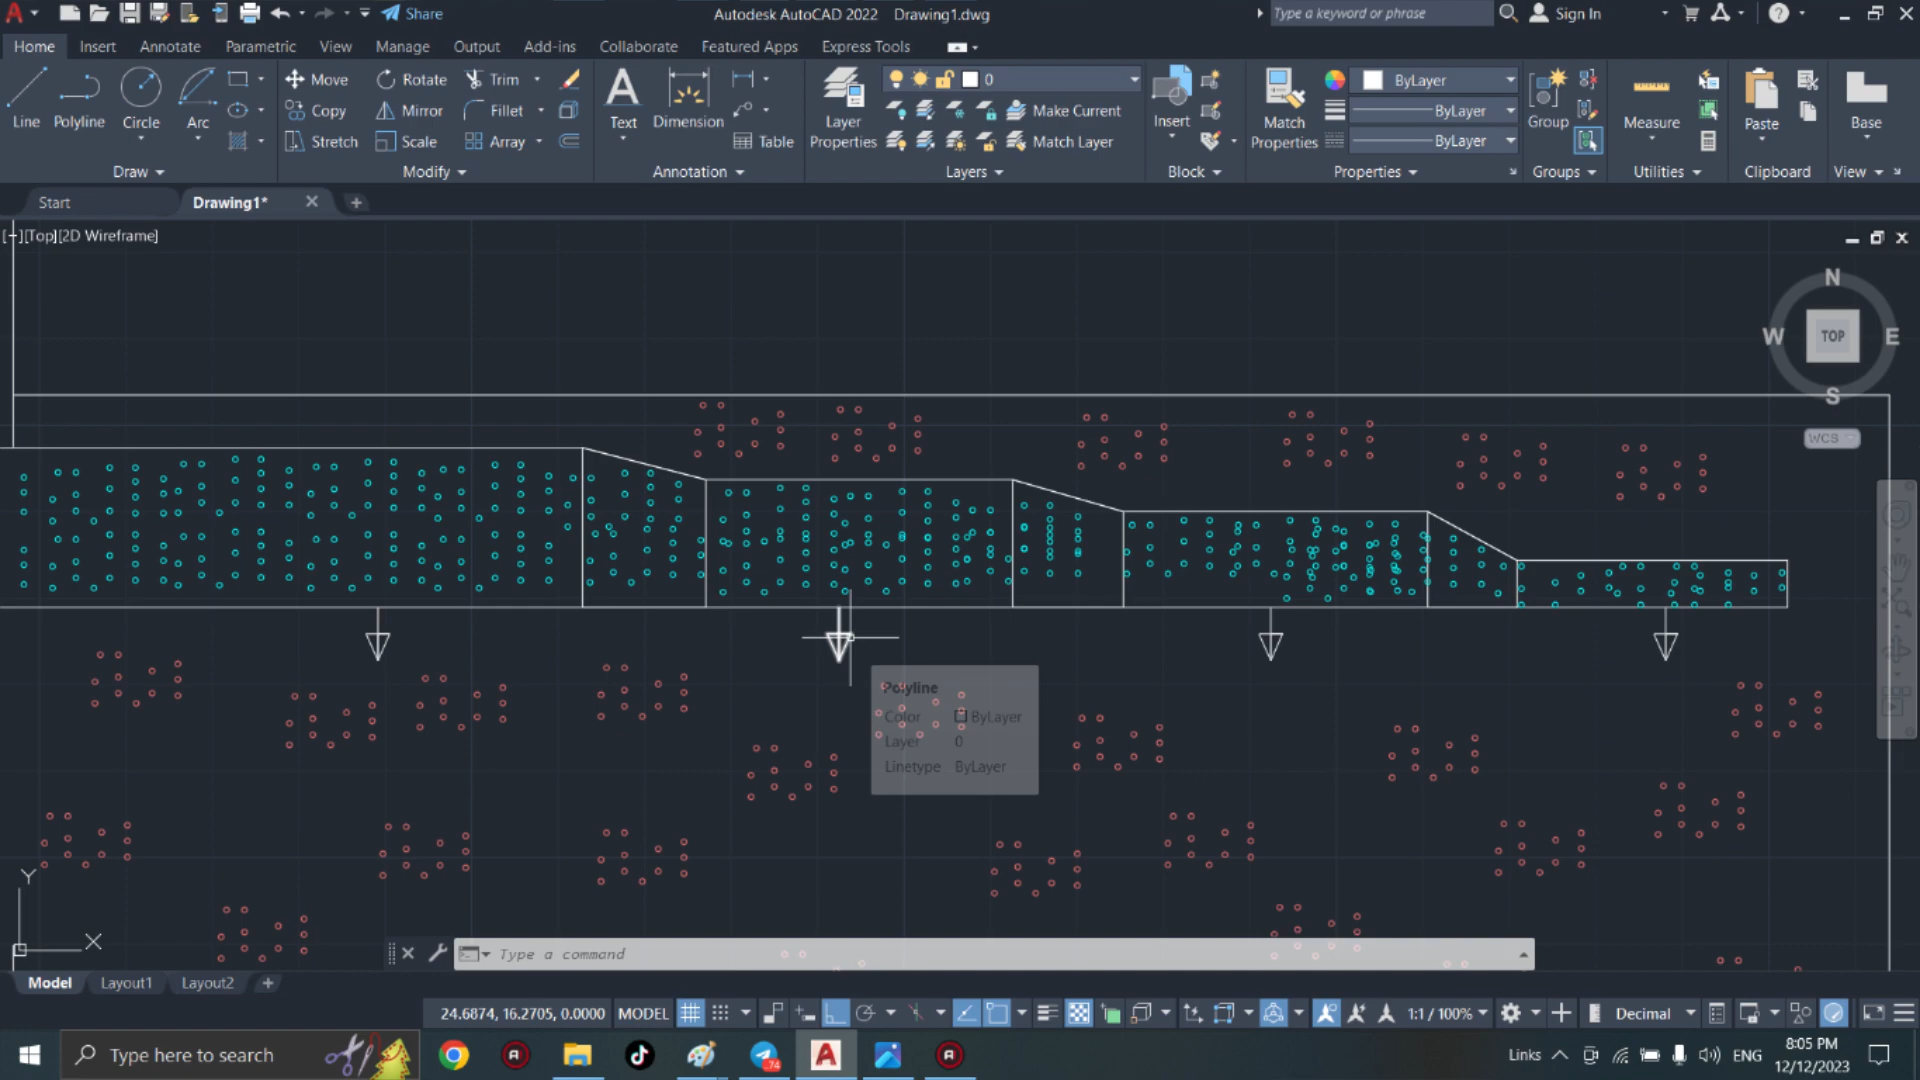 Share
Autodesk AutoCAD 2022 Drawing1.dwg
Type a keyword or phrase
Sign In
Home Insert Annotate Parametric View Manage Output Add-ins Collaborate Featured Apps Express Tools
Line Polyline Circle Arc
Move Rotate Trim
Copy Mirror Fillet
Stretch Scale Array
Text Dimension
Table
Layer Properties
0
Make Current
Match Layer
Insert
Match Properties
ByLayer
ByLayer
ByLayer
Group
Measure
Paste
Base
Draw Modify Annotation Layers Block Properties Groups Utilities Clipboard View
Start Drawing1*
[-][Top][2D Wireframe]
N
W TOP E
S
WCS
Polyline
Color ByLayer
Layer 0
Linetype ByLayer
Y
X
Type a command
Model Layout1 Layout2
24.6874, 16.2705, 0.0000 MODEL
1:1 / 100%
Decimal
Type here to search
74
Links
ENG
8:05 PM
12/12/2023